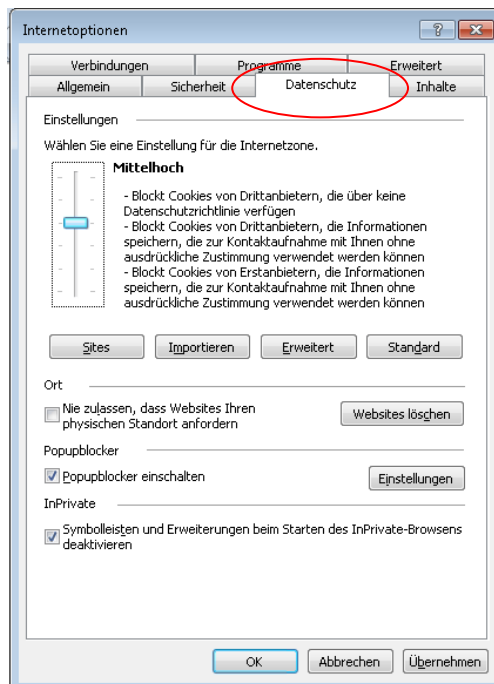 Internetoptionen
Verbindungen Programme Erweitert
Allgemein Sicherheit Datenschutz Inhalte
Einstellungen
Wählen Sie eine Einstellung für die Internetzone.
Mittelhoch
- Blockt Cookies von Drittanbietern, die über keine
Datenschutzrichtlinie verfügen
- Blockt Cookies von Drittanbietern, die Informationen
speichern, die zur Kontaktaufnahme mit Ihnen ohne
ausdrückliche Zustimmung verwendet werden können
- Blockt Cookies von Erstanbietern, die Informationen
speichern, die zur Kontaktaufnahme mit Ihnen ohne
ausdrückliche Zustimmung verwendet werden können
Sites Importieren Erweitert Standard
Ort
Nie zulassen, dass Websites Ihren
physischen Standort anfordern
Websites löschen
Popupblocker
Popupblocker einschalten
Einstellungen
InPrivate
Symbolleisten und Erweiterungen beim Starten des InPrivate-Browsens
deaktivieren
OK Abbrechen Übernehmen